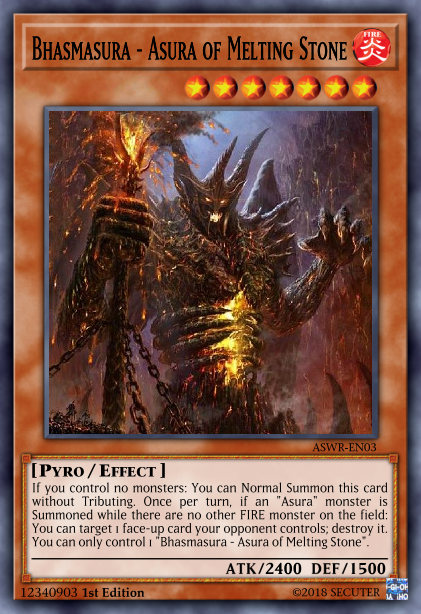 Bhasmasura - Asura of Melting Stone
FIRE
炎
ASWR-EN03
[Pyro / Effect ]
If you control no monsters: You can Normal Summon this card
without Tributing. Once per turn, if an "Asura" monster is
Summoned while there are no other FIRE monster on the field:
You can target 1 face-up card your opponent controls; destroy it.
You can only control 1 "Bhasmasura - Asura of Melting Stone".
ATK/2400 DEF/1500
12340903 1st Edition
©2018 SECUTER